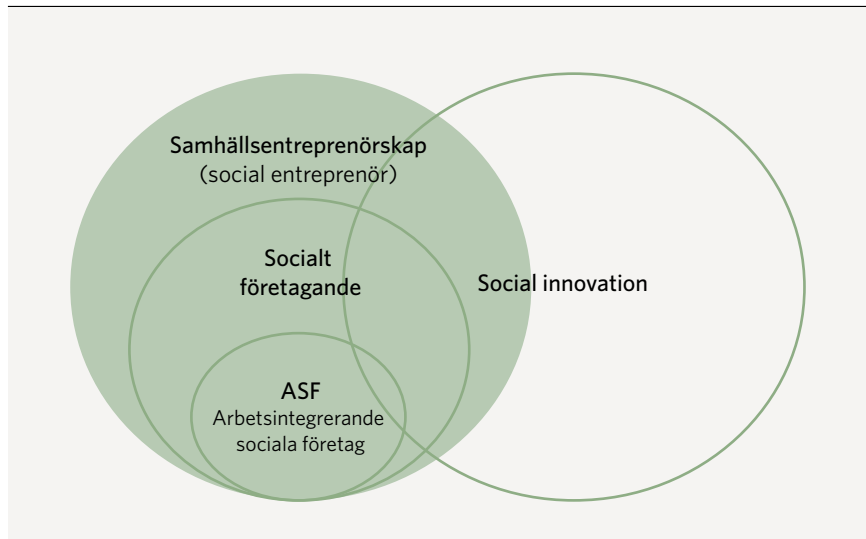 Samhällsentreprenörskap
(social entreprenör)
Socialt
företagande
Social innovation
ASF
Arbetsintegrerande
sociala företag